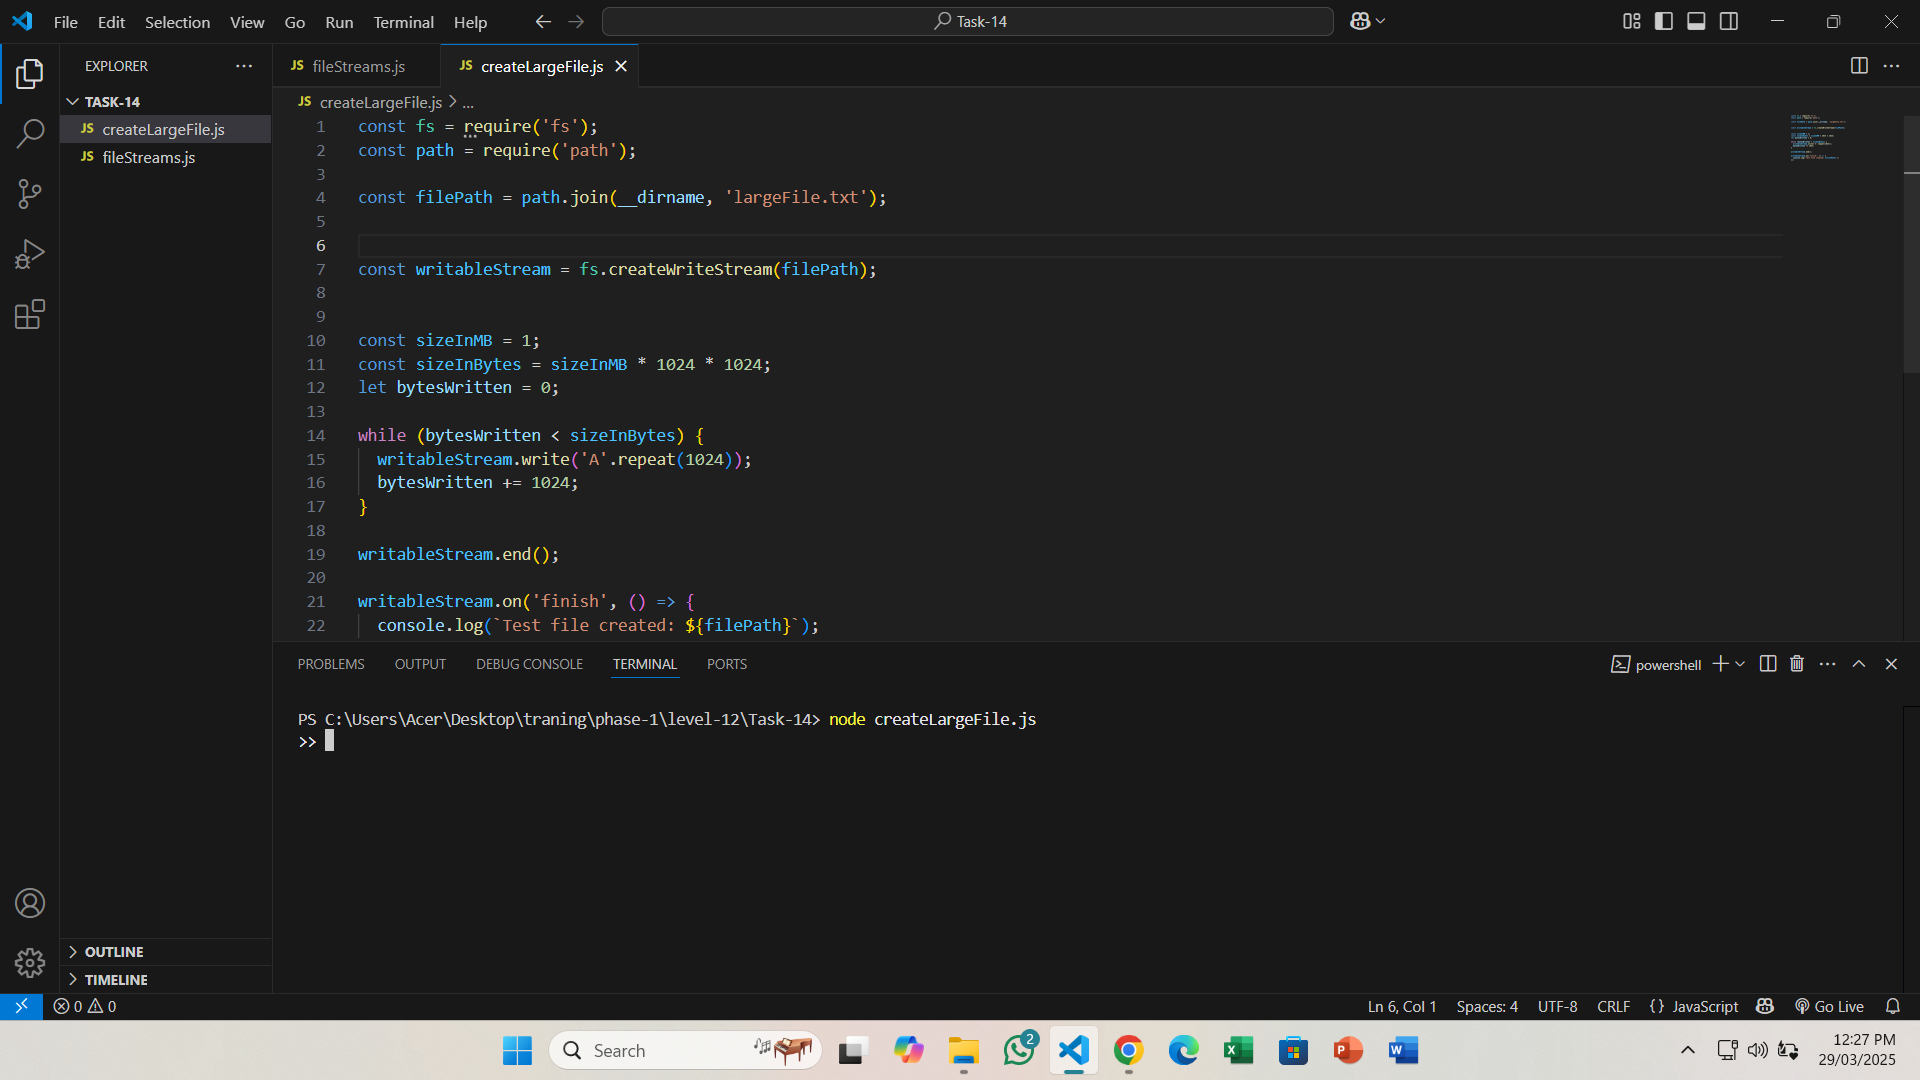 File Edit Selection View Go Run Terminal Help
Task-14
EXPLORER
TASK-14
JS createLargeFile.js
JS fileStreams.js
OUTLINE
TIMELINE
JS fileStreams.js
JS createLargeFile.js
JS createLargeFile.js > ...
1 const fs = require('fs');
2 const path = require('path');
3
4 const filePath = path.join(__dirname, 'largeFile.txt');
5
6
7 const writableStream = fs.createWriteStream(filePath);
8
9
10 const sizeInMB = 1;
11 const sizeInBytes = sizeInMB * 1024 * 1024;
12 let bytesWritten = 0;
13
14 while (bytesWritten < sizeInBytes) {
15 writableStream.write('A'.repeat(1024));
16 bytesWritten += 1024;
17 }
18
19 writableStream.end();
20
21 writableStream.on('finish', () => {
22 console.log(`Test file created: ${filePath}`);
PROBLEMS OUTPUT DEBUG CONSOLE TERMINAL PORTS
powershell
PS C:\Users\Acer\Desktop\traning\phase-1\level-12\Task-14> node createLargeFile.js
>>
0 0
Ln 6, Col 1 Spaces: 4 UTF-8 CRLF {} JavaScript Go Live
Search
2
12:27 PM
29/03/2025